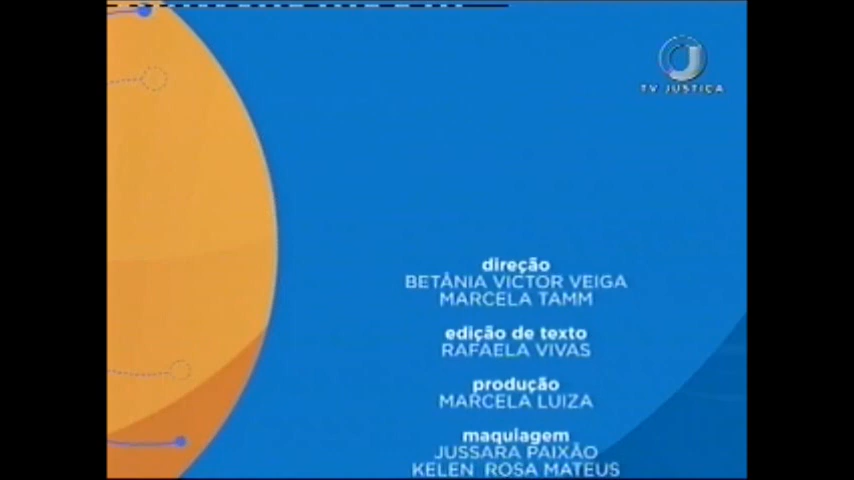 TV JUSTIÇA
direção
BETÂNIA VICTOR VEIGA
MARCELA TAMM
edição de texto
RAFAELA VIVAS
produção
MARCELA LUIZA
maquiagem
JUSSARA PAIXÃO
KELEN ROSA MATEUS